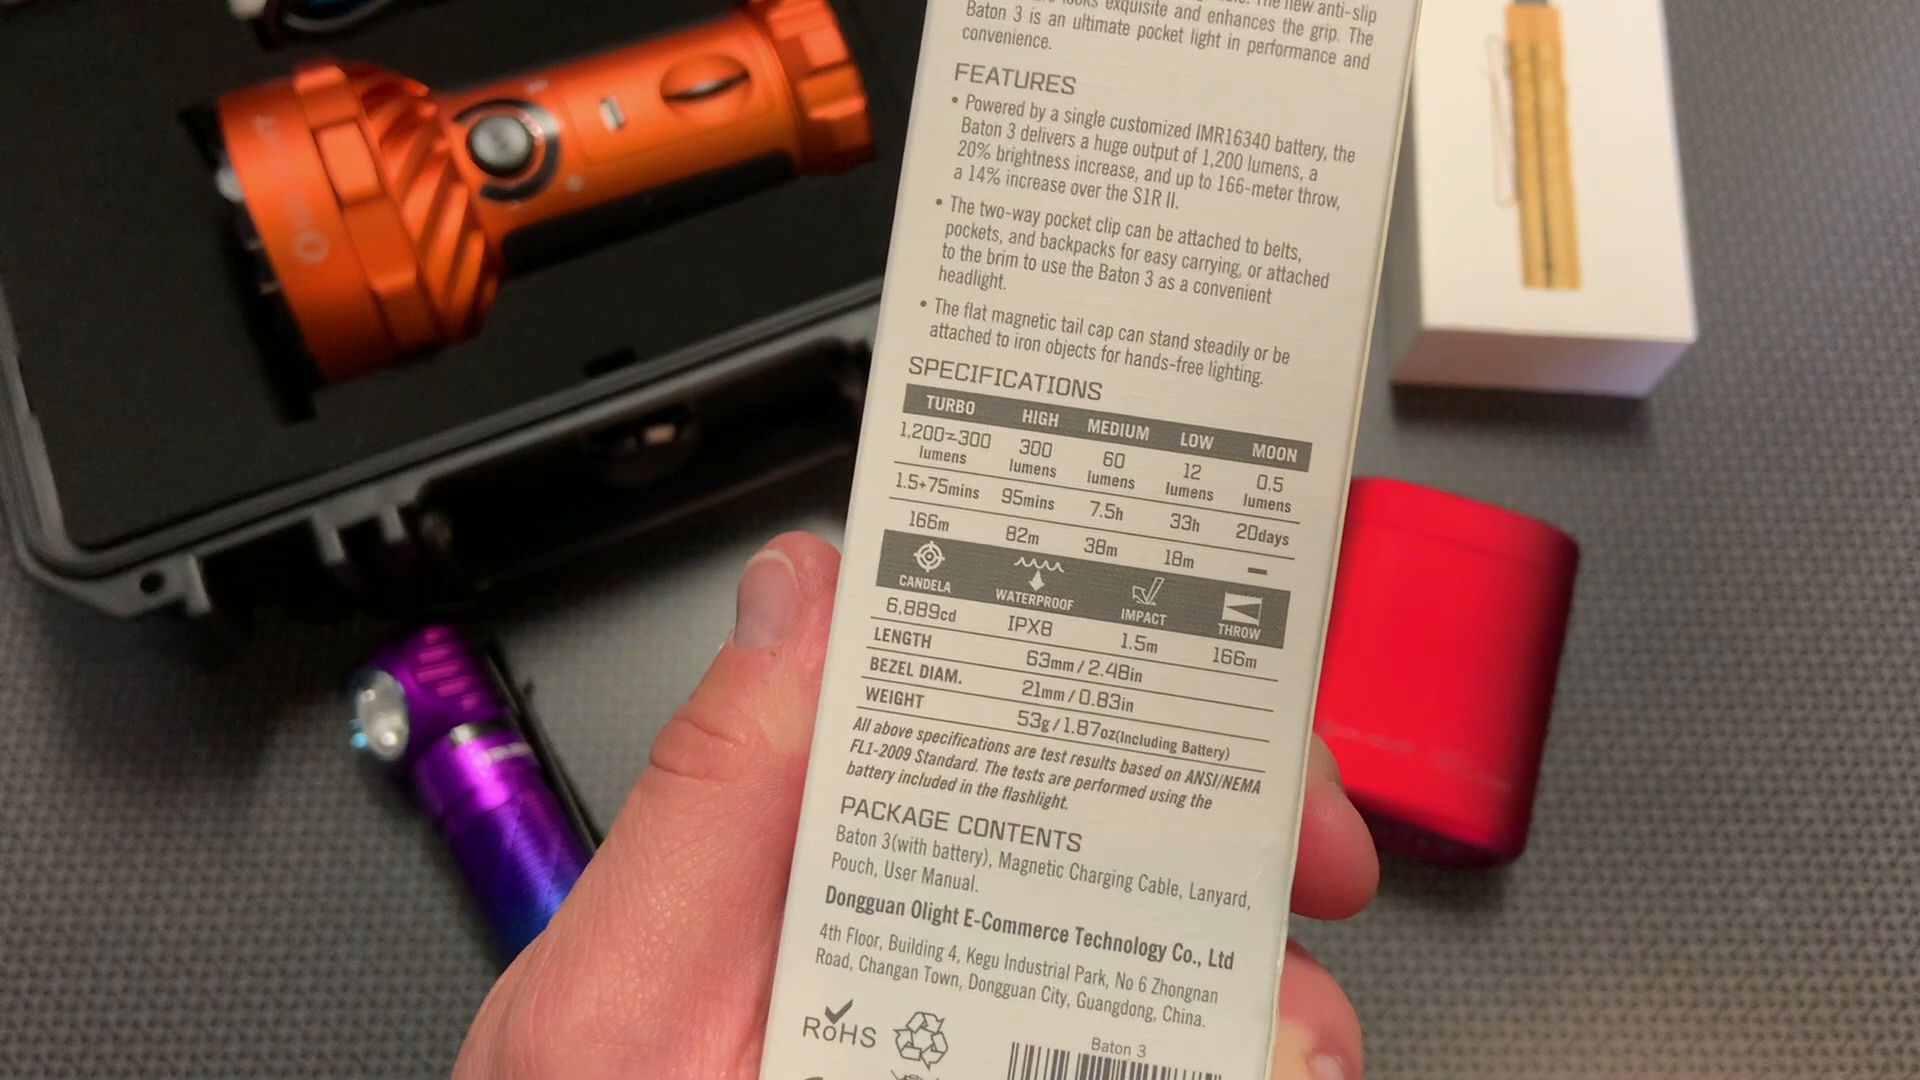 looks exquisite and enhances the grip. The new anti-slip
Baton 3 is an ultimate pocket light in performance and
convenience.
FEATURES
• Powered by a single customized IMR16340 battery, the
Baton 3 delivers a huge output of 1,200 lumens, a
20% brightness increase, and up to 166-meter throw,
a 14% increase over the S1R II.
• The two-way pocket clip can be attached to belts,
pockets, and backpacks for easy carrying, or attached
to the brim to use the Baton 3 as a convenient
headlight.
• The flat magnetic tail cap can stand steadily or be
attached to iron objects for hands-free lighting.
SPECIFICATIONS
TURBO HIGH MEDIUM LOW MOON
1,200~300 lumens 300 lumens 60 lumens 12 lumens 0.5 lumens
1.5+75mins 95mins 7.5h 33h 20days
166m 82m 38m 18m —
CANDELA WATERPROOF IMPACT THROW
6,889cd IPX8 1.5m 166m
LENGTH 63mm / 2.48in
BEZEL DIAM. 21mm / 0.83in
WEIGHT 53g / 1.87oz(Including Battery)
All above specifications are test results based on ANSI/NEMA
FL1-2009 Standard. The tests are performed using the
battery included in the flashlight.
PACKAGE CONTENTS
Baton 3(with battery), Magnetic Charging Cable, Lanyard,
Pouch, User Manual.
Dongguan Olight E-Commerce Technology Co., Ltd
4th Floor, Building 4, Kegu Industrial Park, No 6 Zhongnan
Road, Changan Town, Dongguan City, Guangdong, China.
RoHS
Baton 3